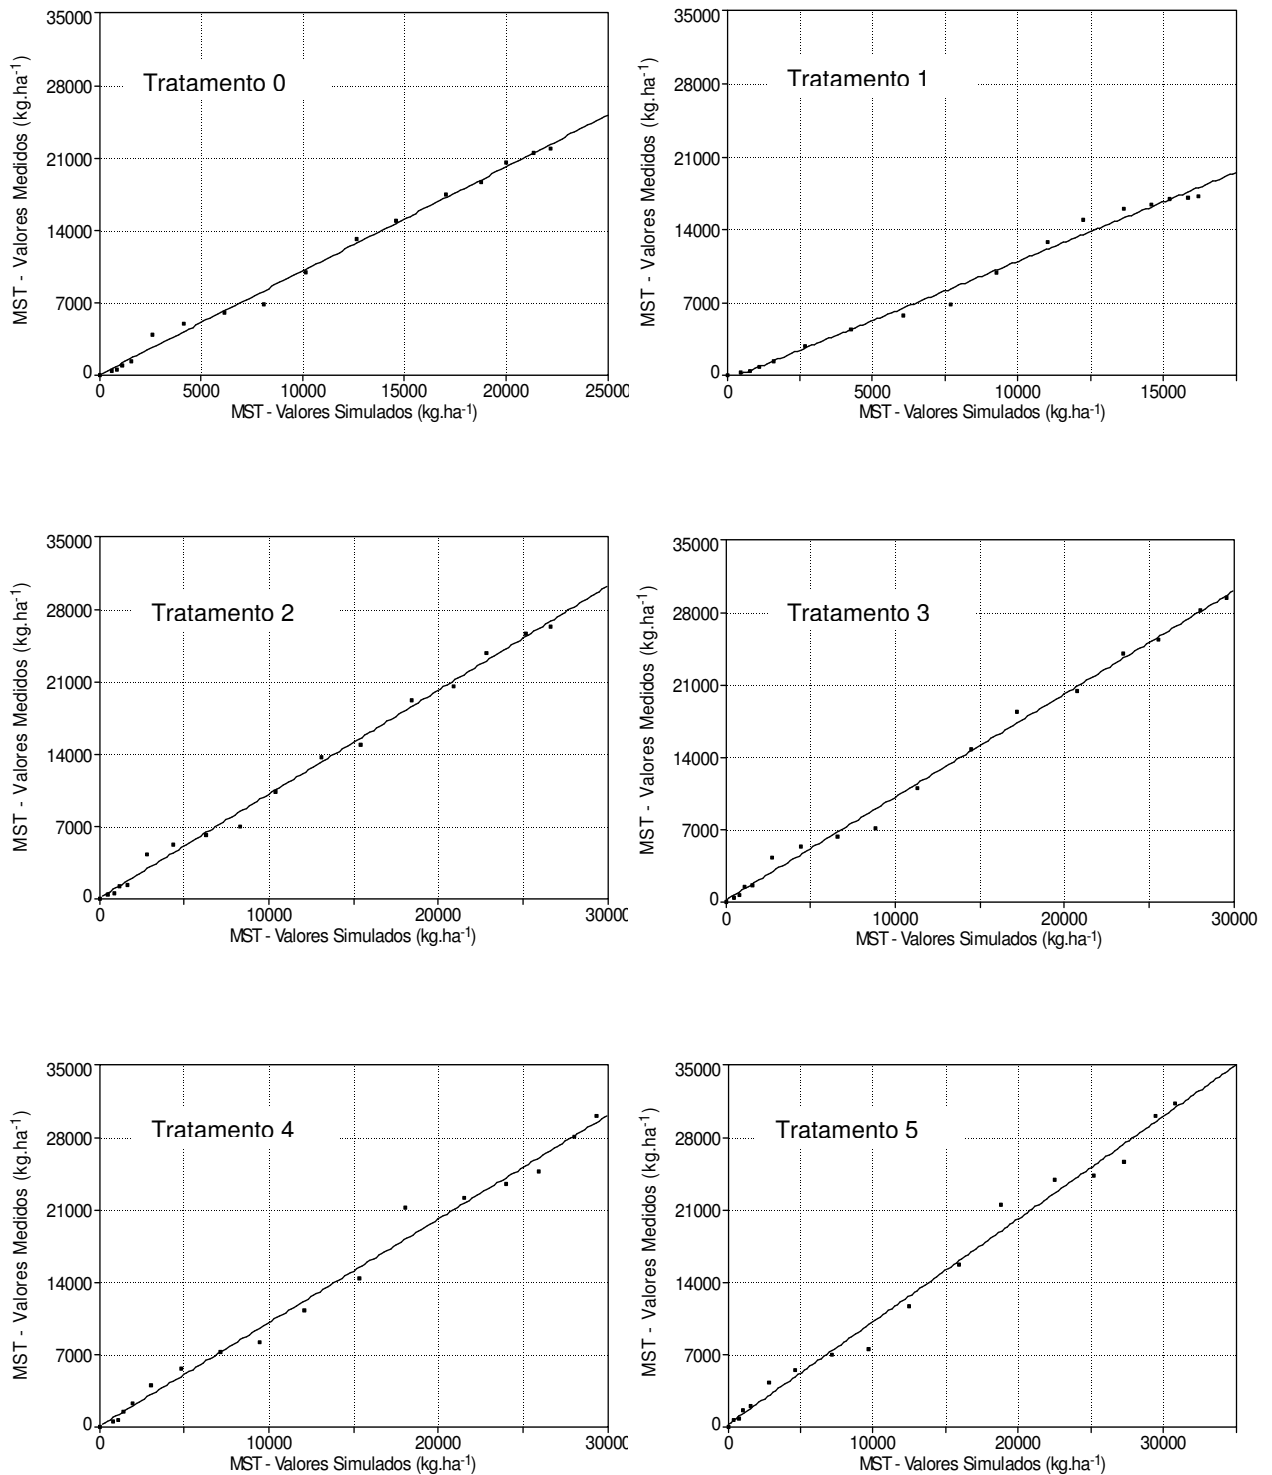 35000
28000
21000
14000
7000
0
MST - Valores Medidos (kg.ha-1)
Tratamento 0
0 5000 10000 15000 20000 25000
MST - Valores Simulados (kg.ha-1)
35000
28000
21000
14000
7000
0
MST - Valores Medidos (kg.ha-1)
Tratamento 1
0 5000 10000 15000
MST - Valores Simulados (kg.ha-1)
35000
28000
21000
14000
7000
0
MST - Valores Medidos (kg.ha-1)
Tratamento 2
0 10000 20000 30000
MST - Valores Simulados (kg.ha-1)
35000
28000
21000
14000
7000
0
MST - Valores Medidos (kg.ha-1)
Tratamento 3
0 10000 20000 30000
MST - Valores Simulados (kg.ha-1)
35000
28000
21000
14000
7000
0
MST - Valores Medidos (kg.ha-1)
Tratamento 4
0 10000 20000 30000
MST - Valores Simulados (kg.ha-1)
35000
28000
21000
14000
7000
0
MST - Valores Medidos (kg.ha-1)
Tratamento 5
0 10000 20000 30000
MST - Valores Simulados (kg.ha-1)